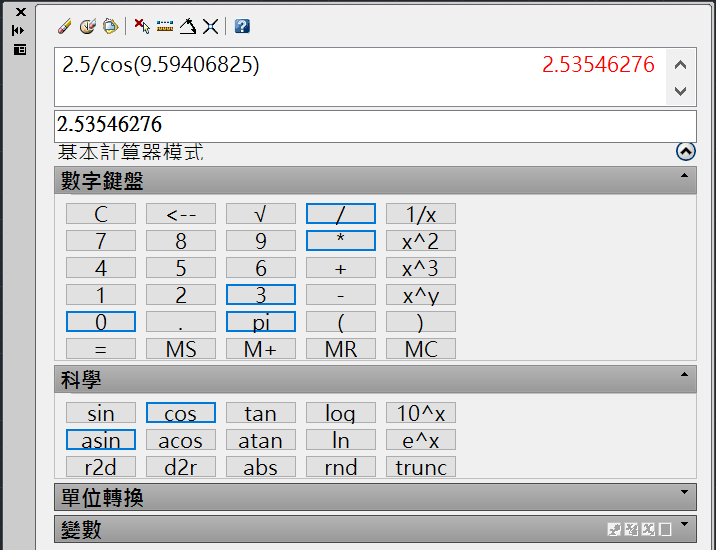 2.5/cos(9.59406825) 2.53546276
2.53546276
基本計算器模式
數字鍵盤
C <-- √ / 1/x
7 8 9 * x^2
4 5 6 + x^3
1 2 3 - x^y
0 . pi ( )
= MS M+ MR MC
科學
sin cos tan log 10^x
asin acos atan ln e^x
r2d d2r abs rnd trunc
單位轉換
變數